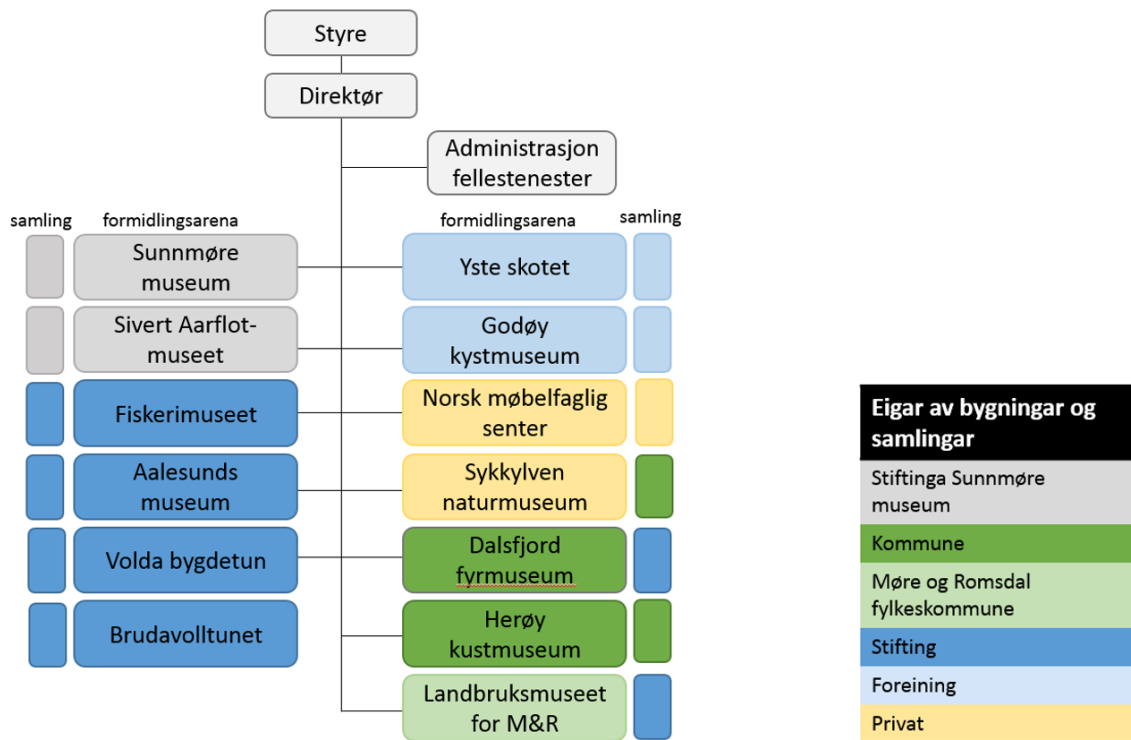 Styre
Direktør
Administrasjon
fellestenester
samling
formidlingsarena
formidlingsarena
samling
Sunnmøre
museum
Yste skotet
Sivert Aarflot-
museet
Godøy
kystmuseum
Fiskerimuseet
Norsk møbelfaglig
senter
Aalesunds
museum
Sykkylven
naturmuseum
Volda bygdetun
Dalsfjord
fyrmuseum
Brudavolltunet
Herøy
kustmuseum
Landbruksmuseet
for M&R
Eigar av bygningar og
samlingar
Stiftinga Sunnmøre
museum
Kommune
Møre og Romsdal
fylkeskommune
Stifting
Foreining
Privat